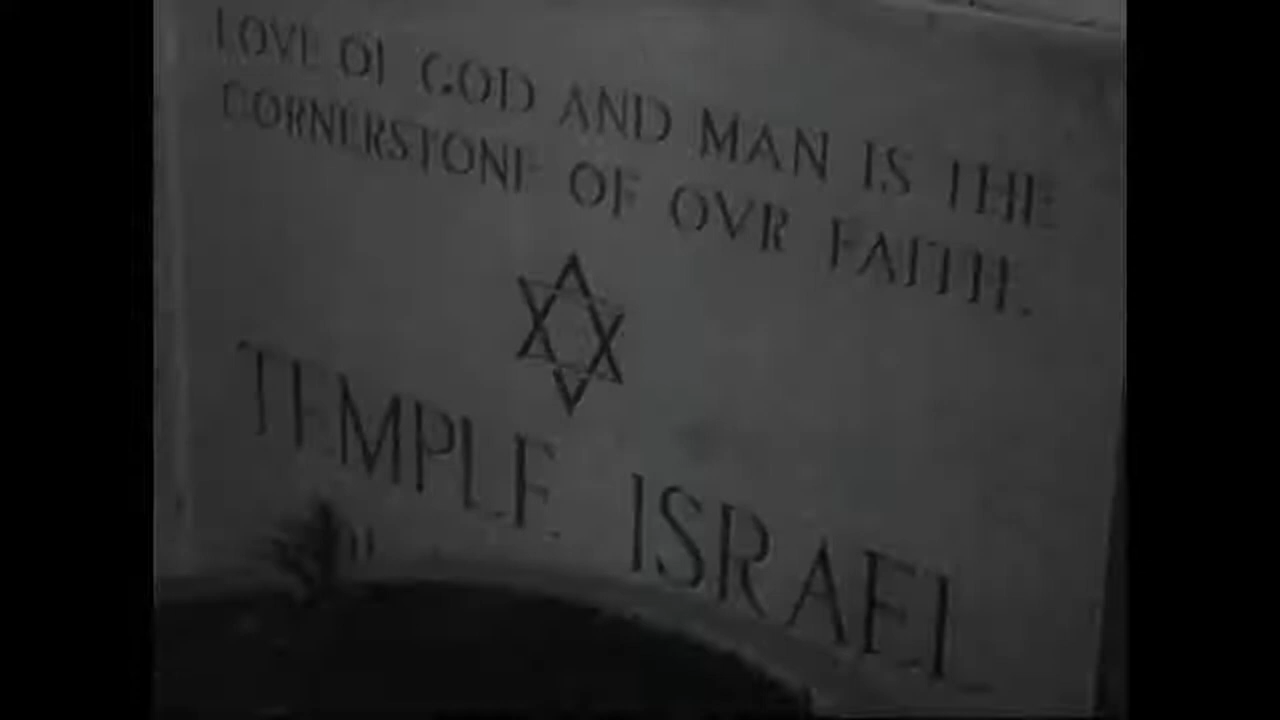 LOVE OF GOD AND MAN IS THE
CORNERSTONE OF OVR FAITH.
TEMPLE ISRAEL